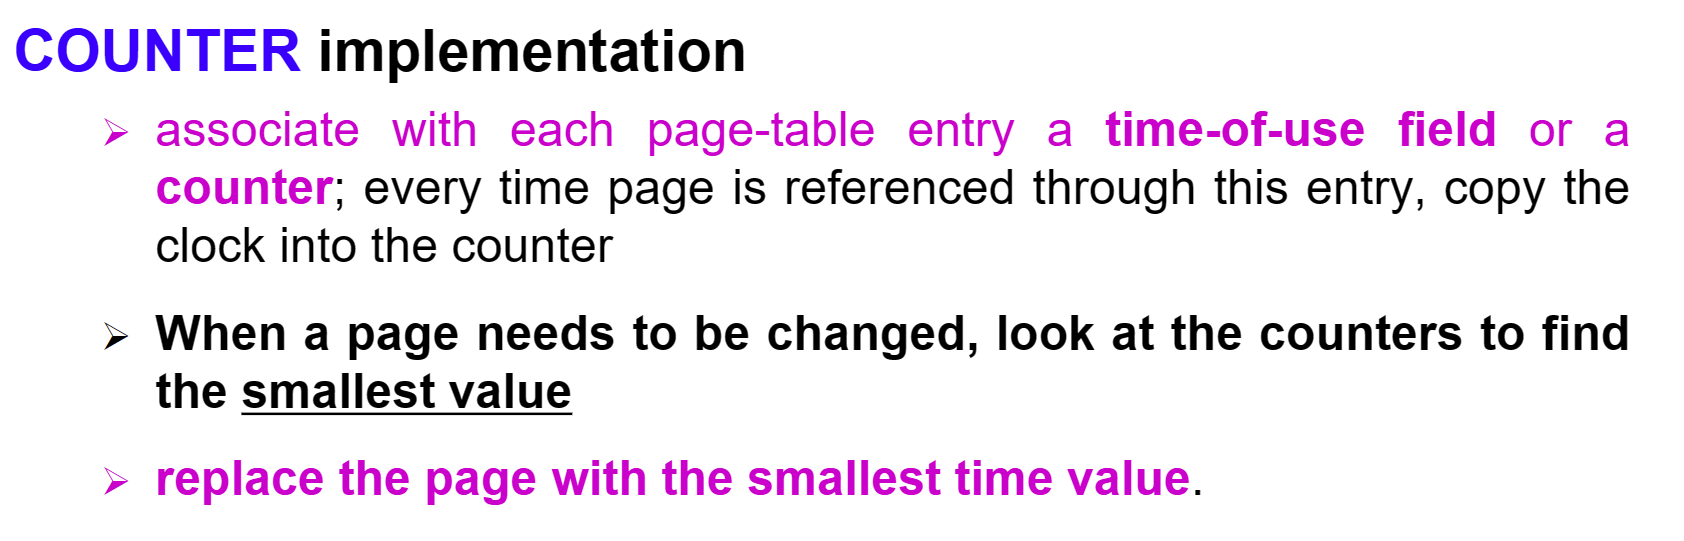 COUNTER implementation
➢ associate with each page-table entry a time-of-use field or a
counter; every time page is referenced through this entry, copy the
clock into the counter
➢ When a page needs to be changed, look at the counters to find
the smallest value
➢ replace the page with the smallest time value.